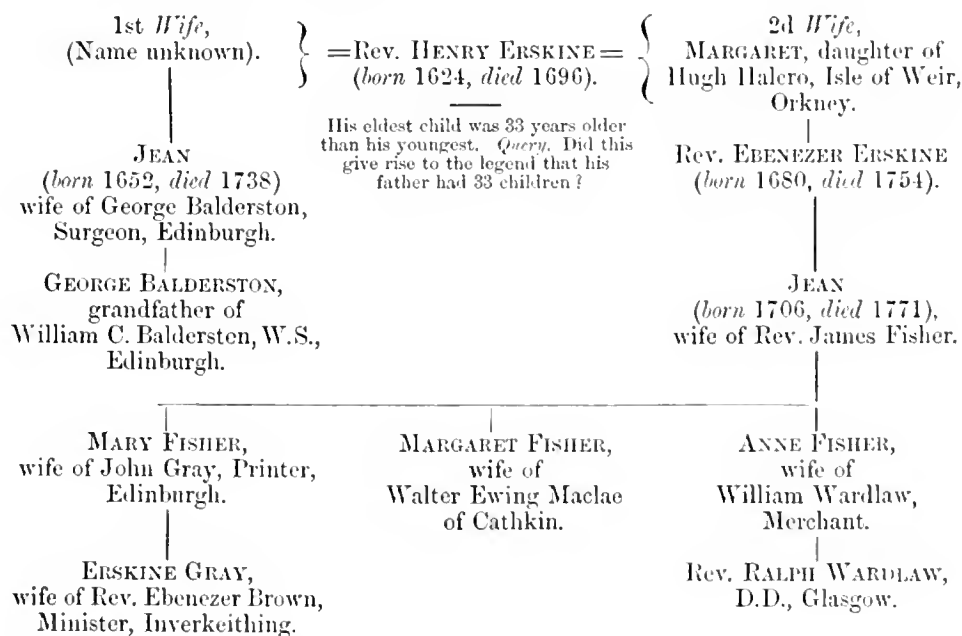 1st Wife,
(Name unknown).
=Rev. HENRY ERSKINE=
(born 1624, died 1696).
His eldest child was 33 years older
than his youngest. Query. Did this
give rise to the legend that his
father had 33 children?
2d Wife,
MARGARET, daughter of
Hugh Halcro, Isle of Weir,
Orkney.
JEAN
(born 1652, died 1738)
wife of George Balderston,
Surgeon, Edinburgh.
Rev. EBENEZER ERSKINE
(born 1680, died 1754).
GEORGE BALDERSTON,
grandfather of
William C. Balderston, W.S.,
Edinburgh.
JEAN
(born 1706, died 1771),
wife of Rev. James Fisher.
MARY FISHER,
wife of John Gray, Printer,
Edinburgh.
MARGARET FISHER,
wife of
Walter Ewing Maclae
of Cathkin.
ANNE FISHER,
wife of
William Wardlaw,
Merchant.
ERSKINE GRAY,
wife of Rev. Ebenezer Brown,
Minister, Inverkeithing.
Rev. RALPH WARDLAW,
D.D., Glasgow.